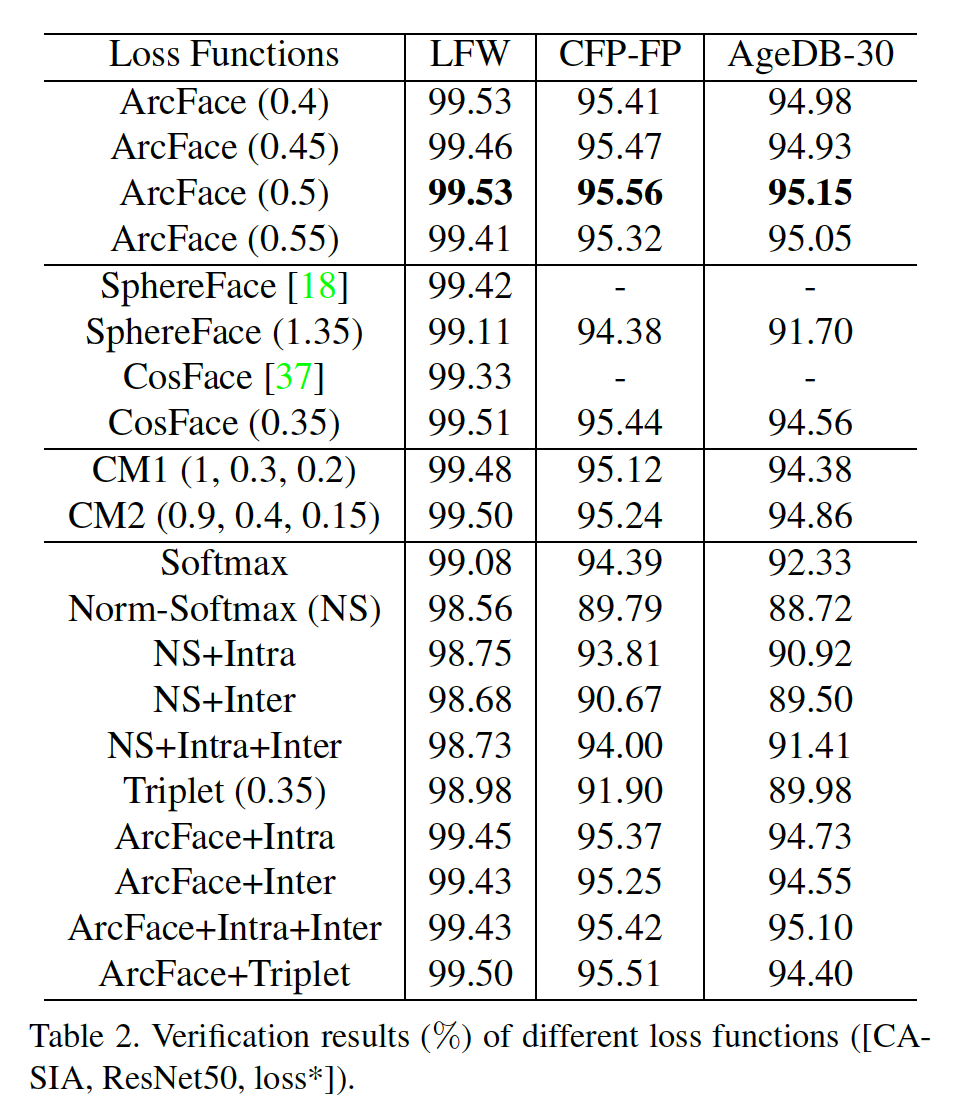 Loss Functions LFW CFP-FP AgeDB-30
ArcFace (0.4) 99.53 95.41 94.98
ArcFace (0.45) 99.46 95.47 94.93
ArcFace (0.5) 99.53 95.56 95.15
ArcFace (0.55) 99.41 95.32 95.05
SphereFace [18] 99.42 - -
SphereFace (1.35) 99.11 94.38 91.70
CosFace [37] 99.33 - -
CosFace (0.35) 99.51 95.44 94.56
CM1 (1, 0.3, 0.2) 99.48 95.12 94.38
CM2 (0.9, 0.4, 0.15) 99.50 95.24 94.86
Softmax 99.08 94.39 92.33
Norm-Softmax (NS) 98.56 89.79 88.72
NS+Intra 98.75 93.81 90.92
NS+Inter 98.68 90.67 89.50
NS+Intra+Inter 98.73 94.00 91.41
Triplet (0.35) 98.98 91.90 89.98
ArcFace+Intra 99.45 95.37 94.73
ArcFace+Inter 99.43 95.25 94.55
ArcFace+Intra+Inter 99.43 95.42 95.10
ArcFace+Triplet 99.50 95.51 94.40
Table 2. Verification results (%) of different loss functions ([CA-
SIA, ResNet50, loss*]).